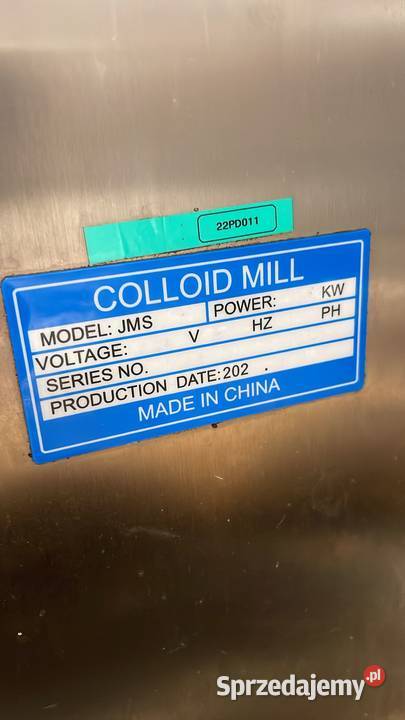 22PD011
COLLOID MILL
MODEL: JMS POWER: KW
VOLTAGE: V HZ PH
SERIES NO.
PRODUCTION DATE:202 .
MADE IN CHINA
Sprzedajemy.pl